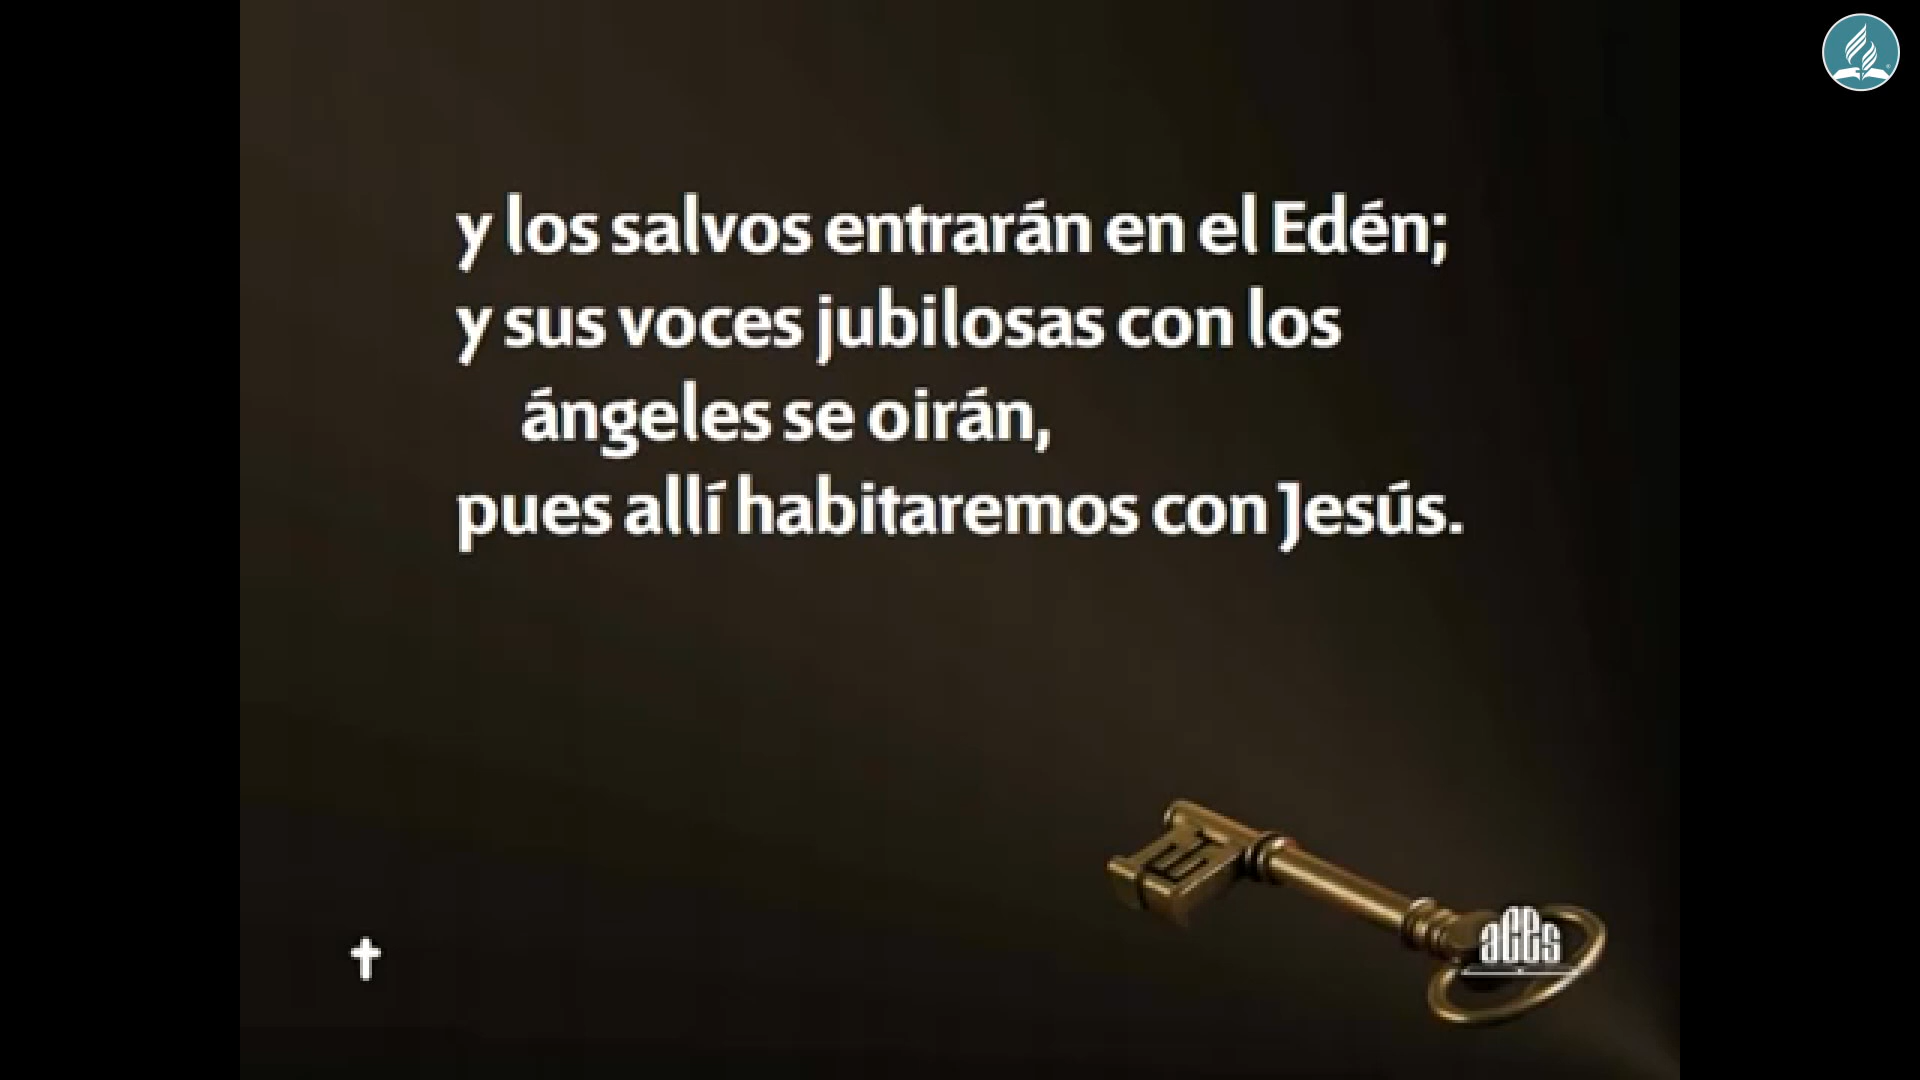 y los salvos entrarán en el Edén;
y sus voces jubilosas con los
ángeles se oirán,
pues allí habitaremos con Jesús.
aces